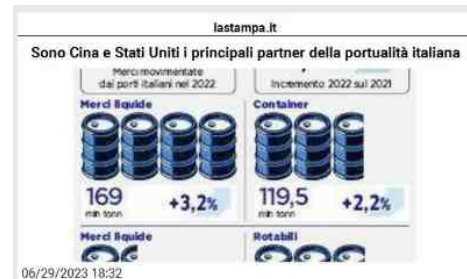 lastampa.it
Sono Cina e Stati Uniti i principali partner della portualità italiana
Merci movimentate
dai porti italiani nel 2022
Incremento 2022 sul 2021
Merci liquide
Container
169
mln tonn
+3,2%
119,5
mln tonn
+2,2%
Merci liquide
Rotabili
06/29/2023 18:32